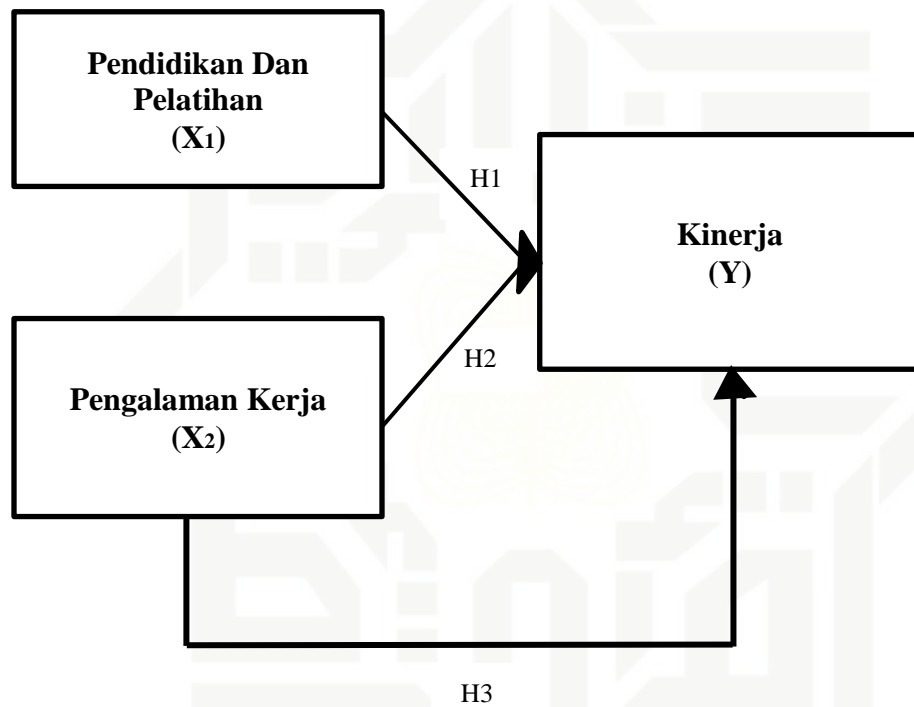 Pendidikan Dan
Pelatihan
(X1)
H1
Kinerja
(Y)
H2
Pengalaman Kerja
(X2)
H3